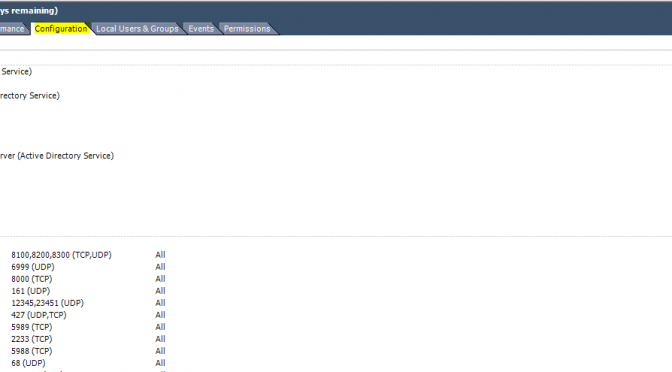 ys remaining)
mance Configuration Local Users & Groups Events Permissions
Service)
rectory Service)
rver (Active Directory Service)
8100,8200,8300 (TCP,UDP) All
6999 (UDP) All
8000 (TCP) All
161 (UDP) All
12345,23451 (UDP) All
427 (UDP,TCP) All
5989 (TCP) All
2233 (TCP) All
5988 (TCP) All
68 (UDP) All